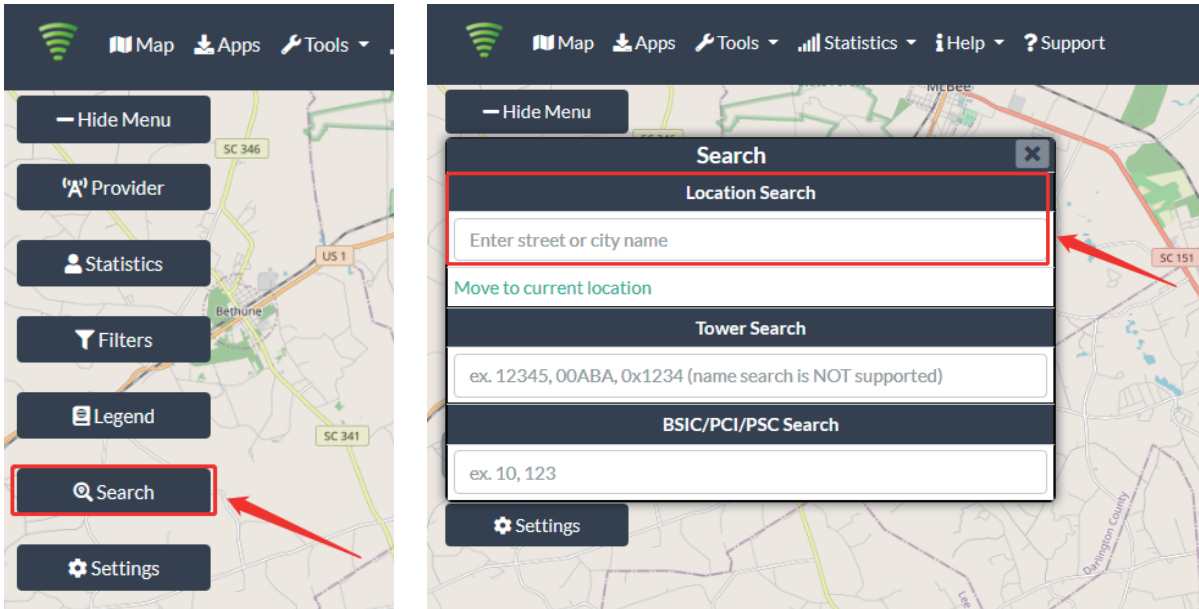 Map Apps Tools
Hide Menu
SC 346
Provider
Statistics
US 1
Bethune
Filters
Legend
SC 341
Search
Settings
Map Apps Tools Statistics Help Support
McBee
Hide Menu
Search
Location Search
Enter street or city name
SC 151
Move to current location
Tower Search
ex. 12345, 00ABA, 0x1234 (name search is NOT supported)
BSIC/PCI/PSC Search
ex. 10, 123
Settings
Darlington County
Lee